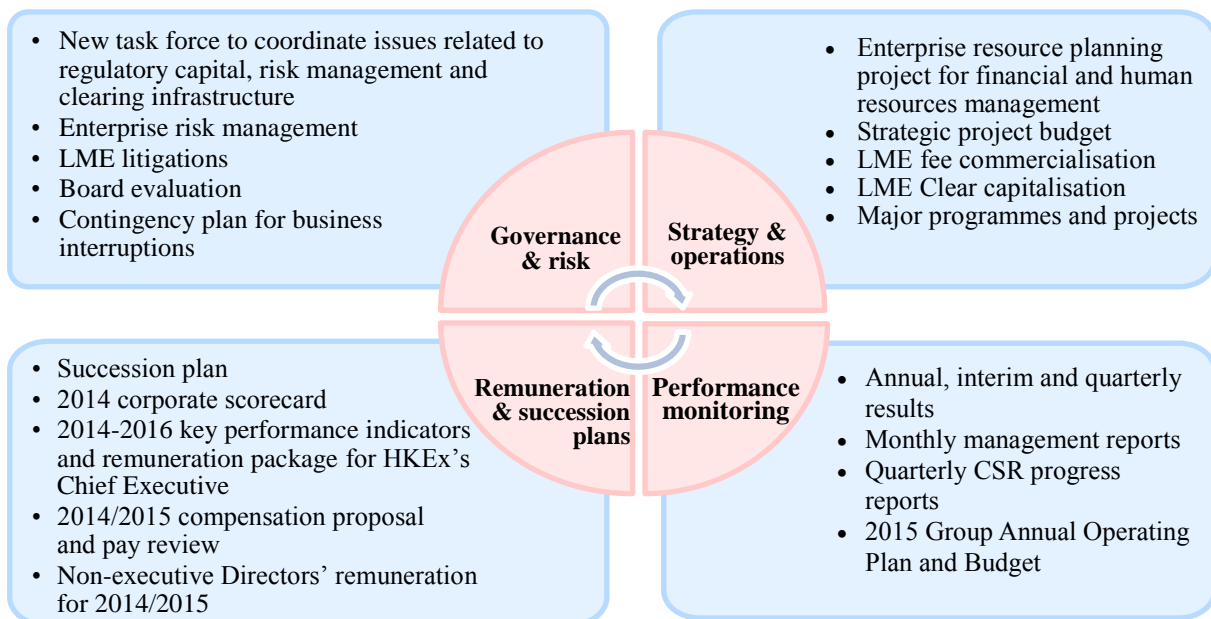 • New task force to coordinate issues related to
regulatory capital, risk management and
clearing infrastructure
• Enterprise risk management
• LME litigations
• Board evaluation
• Contingency plan for business
interruptions
• Enterprise resource planning
project for financial and human
resources management
• Strategic project budget
• LME fee commercialisation
• LME Clear capitalisation
• Major programmes and projects
Governance
& risk
Strategy &
operations
Remuneration
& succession
plans
Performance
monitoring
• Succession plan
• 2014 corporate scorecard
• 2014-2016 key performance indicators
and remuneration package for HKEx’s
Chief Executive
• 2014/2015 compensation proposal
and pay review
• Non-executive Directors’ remuneration
for 2014/2015
• Annual, interim and quarterly
results
• Monthly management reports
• Quarterly CSR progress
reports
• 2015 Group Annual Operating
Plan and Budget